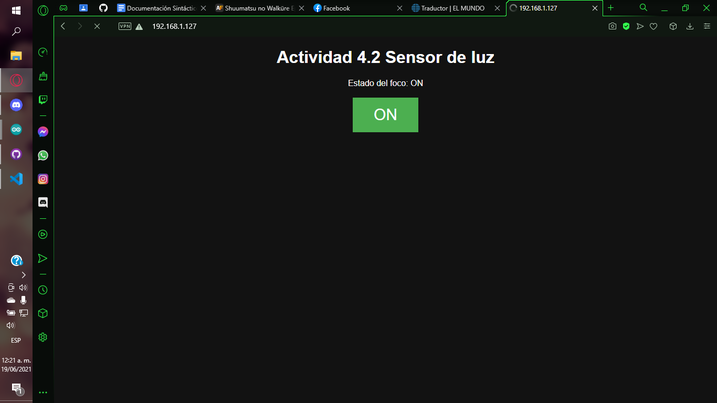 Documentación Sintáctic
Shuumatsu no Walküre E
Facebook
Traductor | EL MUNDO
192.168.1.127
VPN
192.168.1.127
Actividad 4.2 Sensor de luz
Estado del foco: ON
ON
ESP
12:21 a. m.
19/06/2021
1